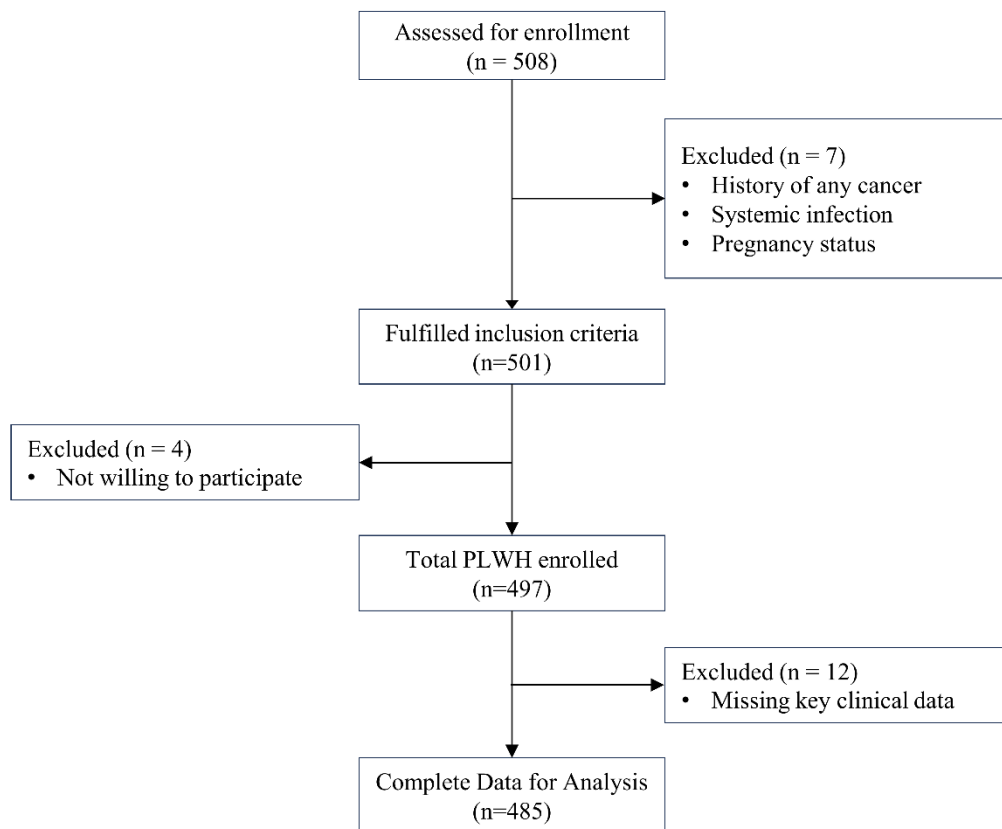 Assessed for enrollment
(n = 508)
Excluded (n = 7)
• History of any cancer
• Systemic infection
• Pregnancy status
Fulfilled inclusion criteria
(n=501)
Excluded (n = 4)
• Not willing to participate
Total PLWH enrolled
(n=497)
Excluded (n = 12)
• Missing key clinical data
Complete Data for Analysis
(n=485)